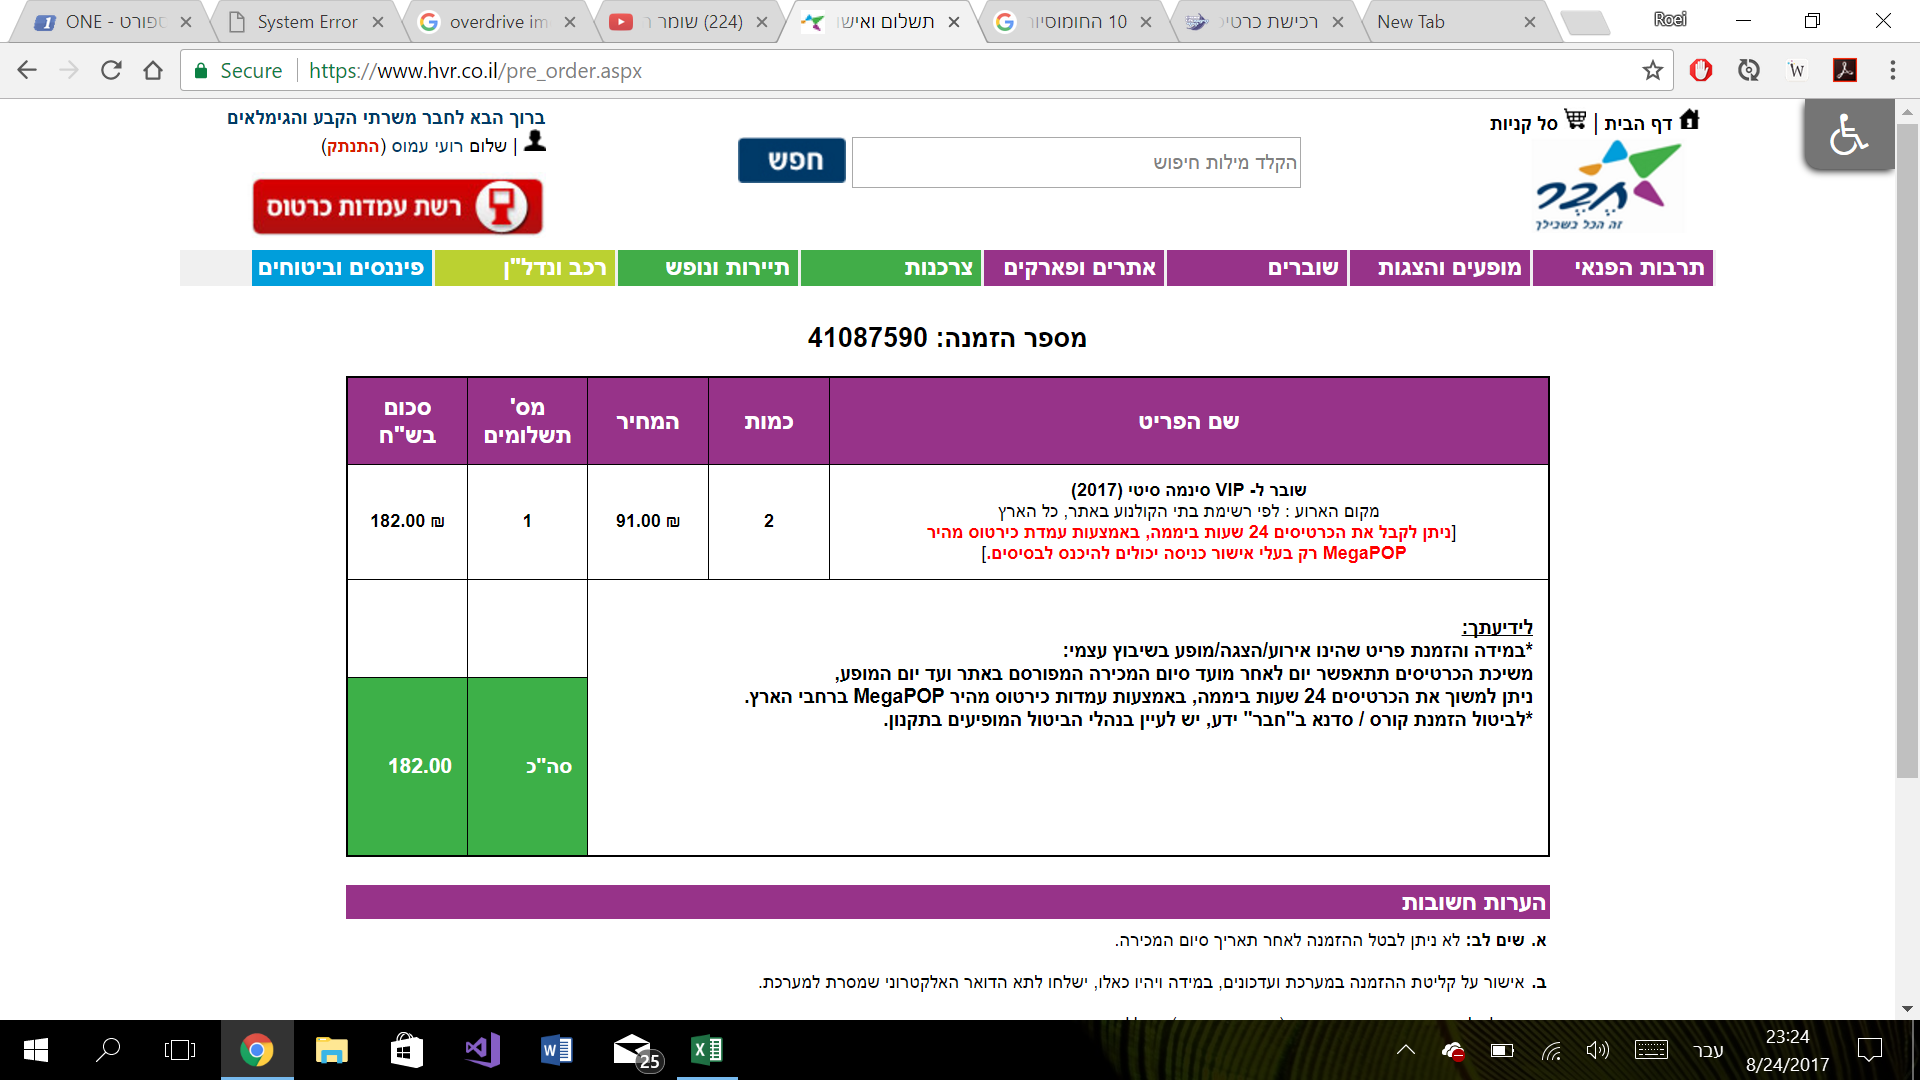 ONE - ספורט
System Error
overdrive im
(224) שומר ר
תשלום ואישו
10 החומוסיור
רכישת כרטיס
New Tab
Roei
Secure
https://www.hvr.co.il/pre_order.aspx
דף הבית | סל קניות
חבר
זה הכל בשבילך
הקלד מילות חיפוש
חפש
ברוך הבא לחבר משרתי הקבע והגימלאים
| שלום רועי עמוס (התנתק)
רשת עמדות כרטוס
תרבות הפנאי
מופעים והצגות
שוברים
אתרים ופארקים
צרכנות
תיירות ונופש
רכב ונדל"ן
פיננסים וביטוחים
מספר הזמנה: 41087590
שם הפריט
כמות
המחיר
מס' תשלומים
סכום בש"ח
שובר ל- VIP סינמה סיטי (2017)
מקום הארוע : לפי רשימת בתי הקולנוע באתר, כל הארץ
[ניתן לקבל את הכרטיסים 24 שעות ביממה, באמצעות עמדת כירטוס מהיר
MegaPOP רק בעלי אישור כניסה יכולים להיכנס לבסיסים.]
2
91.00 ₪
1
182.00 ₪
לידיעתך:
*במידה והזמנת פריט שהינו אירוע/הצגה/מופע בשיבוץ עצמי:
משיכת הכרטיסים תתאפשר יום לאחר מועד סיום המכירה המפורסם באתר ועד יום המופע,
ניתן למשוך את הכרטיסים 24 שעות ביממה, באמצעות עמדות כירטוס מהיר MegaPOP ברחבי הארץ.
*לביטול הזמנת קורס / סדנא ב"חבר" ידע, יש לעיין בנהלי הביטול המופיעים בתקנון.
סה"כ
182.00
הערות חשובות
א. שים לב: לא ניתן לבטל ההזמנה לאחר תאריך סיום המכירה.
ב. אישור על קליטת ההזמנה במערכת ועדכונים, במידה ויהיו כאלו, ישלחו לתא הדואר האלקטרוני שמסרת למערכת.
25
עבר
23:24
8/24/2017